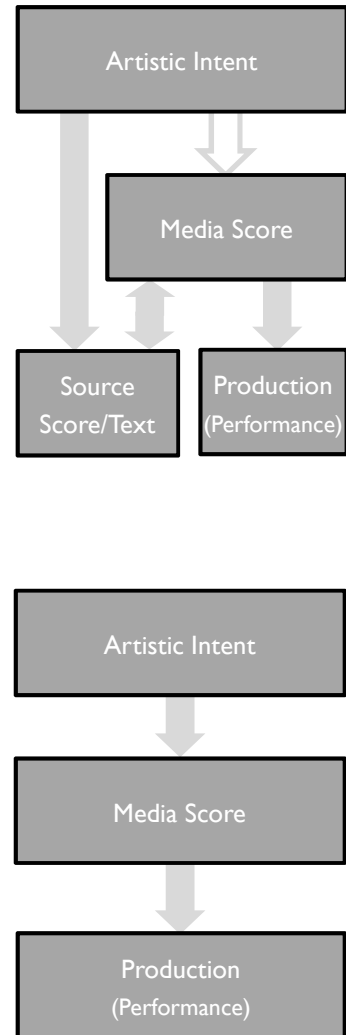 Artistic Intent
Media Score
Source
Score/Text
Production
(Performance)
Artistic Intent
Media Score
Production
(Performance)